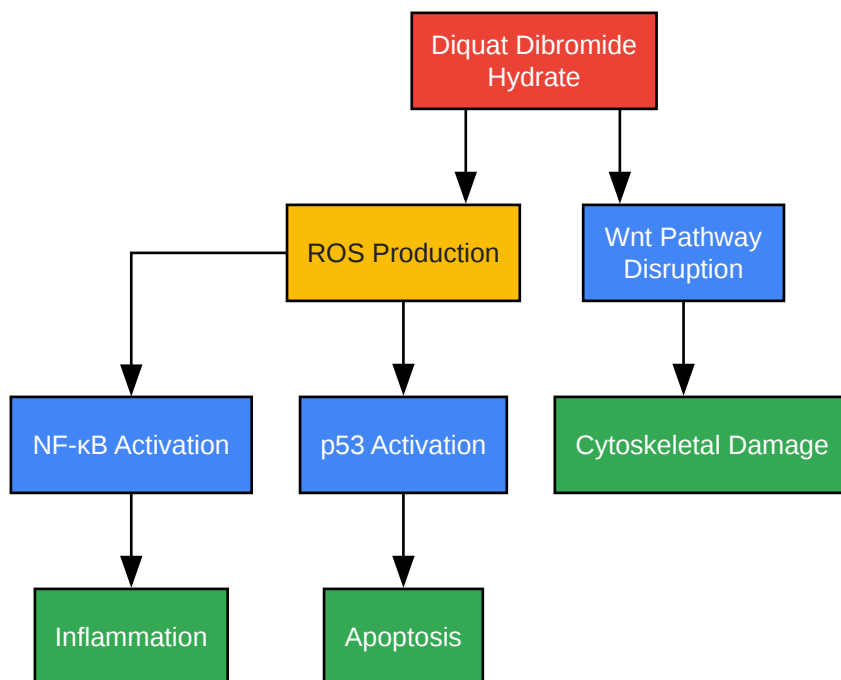 Diquat Dibromide
Hydrate
ROS Production
Wnt Pathway
Disruption
NF-κB Activation
p53 Activation
Cytoskeletal Damage
Inflammation
Apoptosis